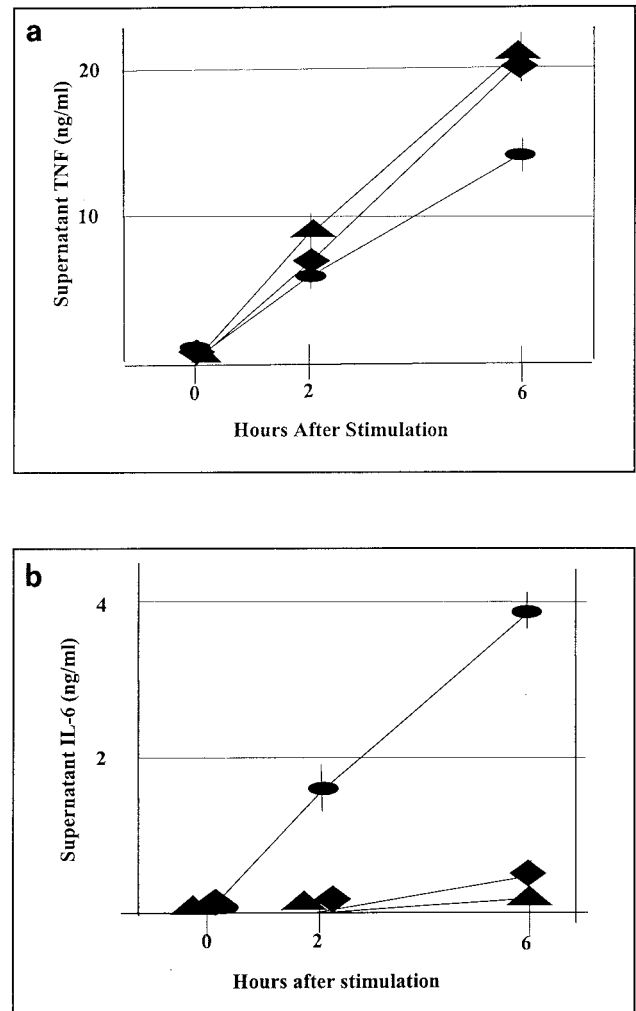 a
Supernatant TNF (ng/ml)
20
10
0
2
6
Hours After Stimulation
b
Supernatant IL-6 (ng/ml)
4
2
0
2
6
Hours after stimulation